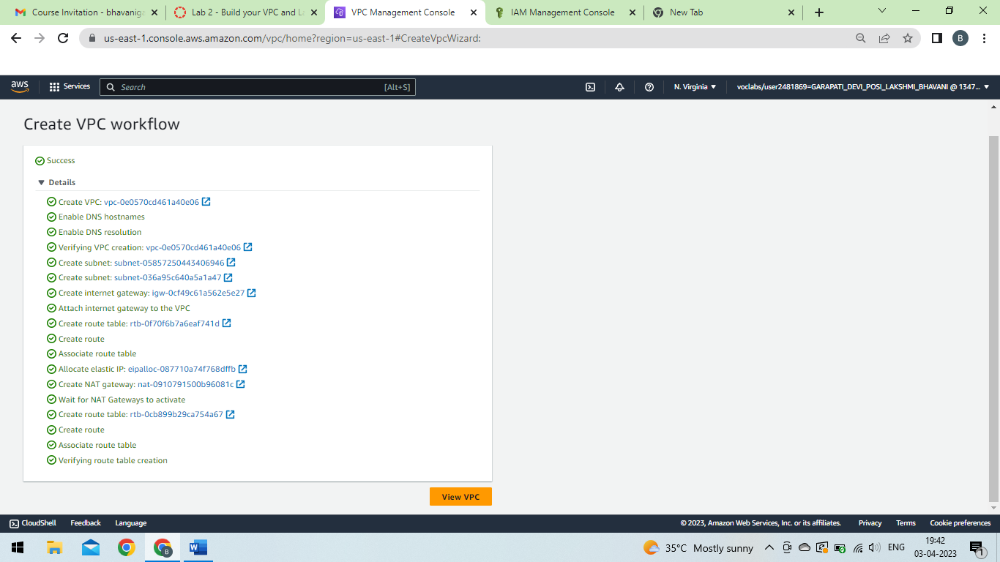 Course Invitation - bhavaniga
Lab 2 - Build your VPC and La
VPC Management Console
IAM Management Console
New Tab
us-east-1.console.aws.amazon.com/vpc/home?region=us-east-1#CreateVpcWizard:
B
aws
Services
Search
[Alt+S]
N. Virginia
voclabs/user2481869=GARAPATI_DEVI_POSI_LAKSHMI_BHAVANI @ 1347...
Create VPC workflow
Success
Details
Create VPC: vpc-0e0570cd461a40e06
Enable DNS hostnames
Enable DNS resolution
Verifying VPC creation: vpc-0e0570cd461a40e06
Create subnet: subnet-05857250443406946
Create subnet: subnet-036a95c640a5a1a47
Create internet gateway: igw-0cf49c61a562e5e27
Attach internet gateway to the VPC
Create route table: rtb-0f70f6b7a6eaf741d
Create route
Associate route table
Allocate elastic IP: eipalloc-087710a74f768dffb
Create NAT gateway: nat-0910791500b96081c
Wait for NAT Gateways to activate
Create route table: rtb-0cb899b29ca754a67
Create route
Associate route table
Verifying route table creation
View VPC
CloudShell
Feedback
Language
© 2023, Amazon Web Services, Inc. or its affiliates.
Privacy
Terms
Cookie preferences
B
W
35°C Mostly sunny
ENG
19:42
03-04-2023
1